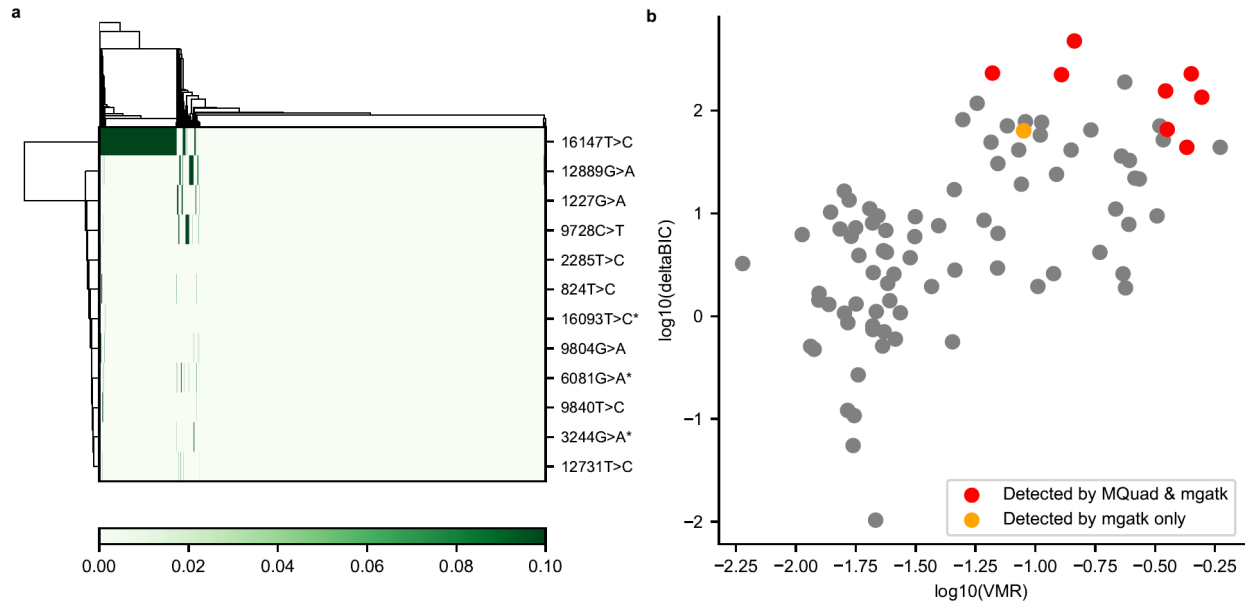 a
16147T>C
12889G>A
1227G>A
9728C>T
2285T>C
824T>C
16093T>C*
9804G>A
6081G>A*
9840T>C
3244G>A*
12731T>C
0.00 0.02 0.04 0.06 0.08 0.10
b
log10(deltaBIC)
2
1
0
−1
−2
Detected by MQuad & mgatk
Detected by mgatk only
−2.25 −2.00 −1.75 −1.50 −1.25 −1.00 −0.75 −0.50 −0.25
log10(VMR)